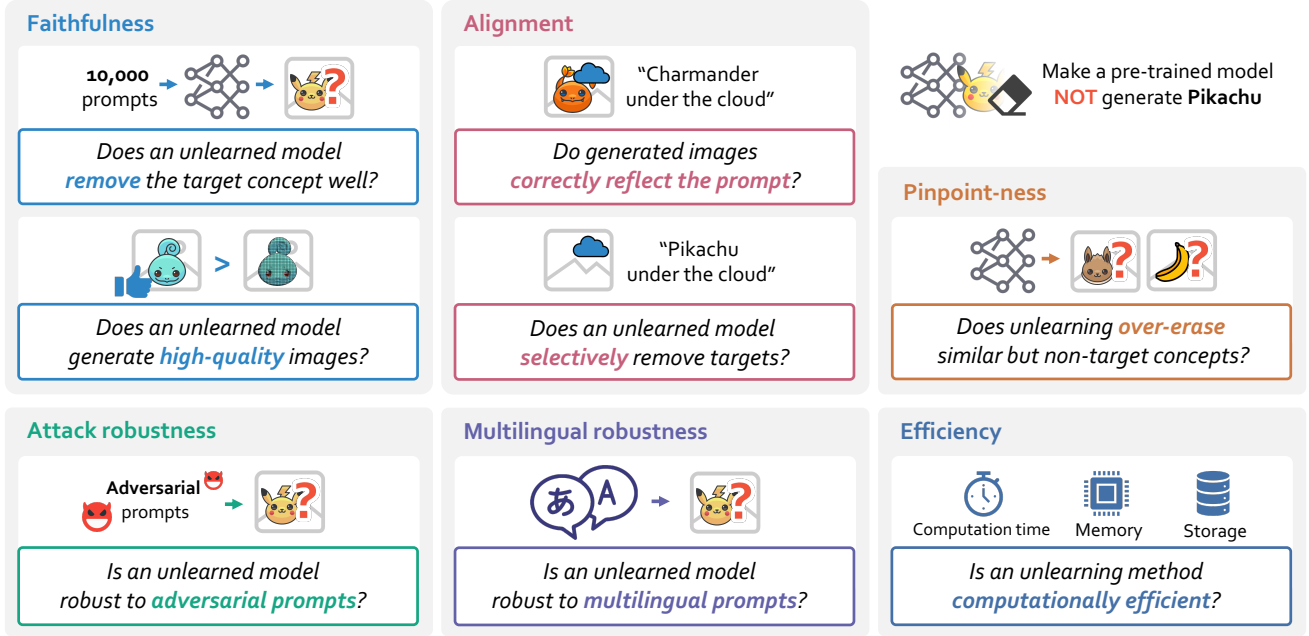 Faithfulness
10,000
prompts
?
Does an unlearned model
remove the target concept well?
>
Does an unlearned model
generate high-quality images?
Alignment
“Charmander
under the cloud”
Do generated images
correctly reflect the prompt?
“Pikachu
under the cloud”
Does an unlearned model
selectively remove targets?
Make a pre-trained model
NOT generate Pikachu
Pinpoint-ness
? ?
Does unlearning over-erase
similar but non-target concepts?
Attack robustness
Adversarial
prompts
?
Is an unlearned model
robust to adversarial prompts?
Multilingual robustness
あ A
?
Is an unlearned model
robust to multilingual prompts?
Efficiency
Computation time Memory Storage
Is an unlearning method
computationally efficient?